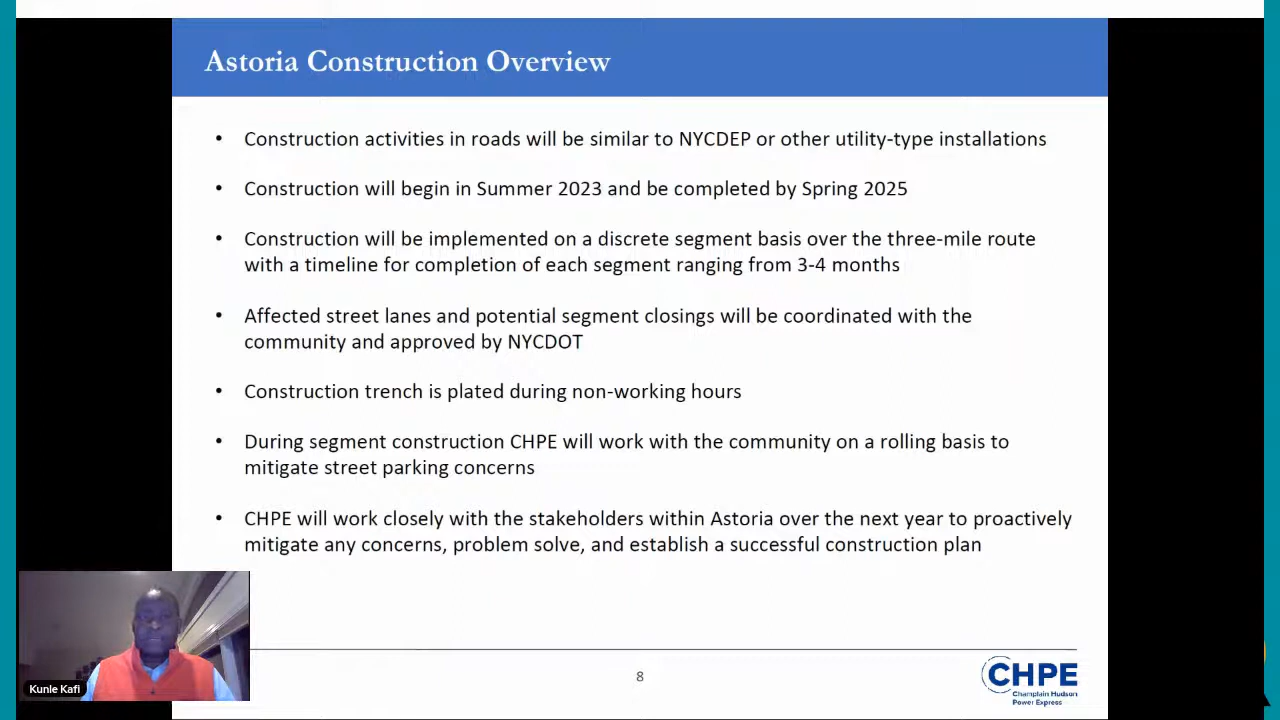 Astoria Construction Overview
• Construction activities in roads will be similar to NYCDEP or other utility-type installations
• Construction will begin in Summer 2023 and be completed by Spring 2025
• Construction will be implemented on a discrete segment basis over the three-mile route
with a timeline for completion of each segment ranging from 3-4 months
• Affected street lanes and potential segment closings will be coordinated with the
community and approved by NYCDOT
• Construction trench is plated during non-working hours
• During segment construction CHPE will work with the community on a rolling basis to
mitigate street parking concerns
• CHPE will work closely with the stakeholders within Astoria over the next year to proactively
mitigate any concerns, problem solve, and establish a successful construction plan
Kunle Kafi
8
CHPE
Champlain Hudson
Power Express